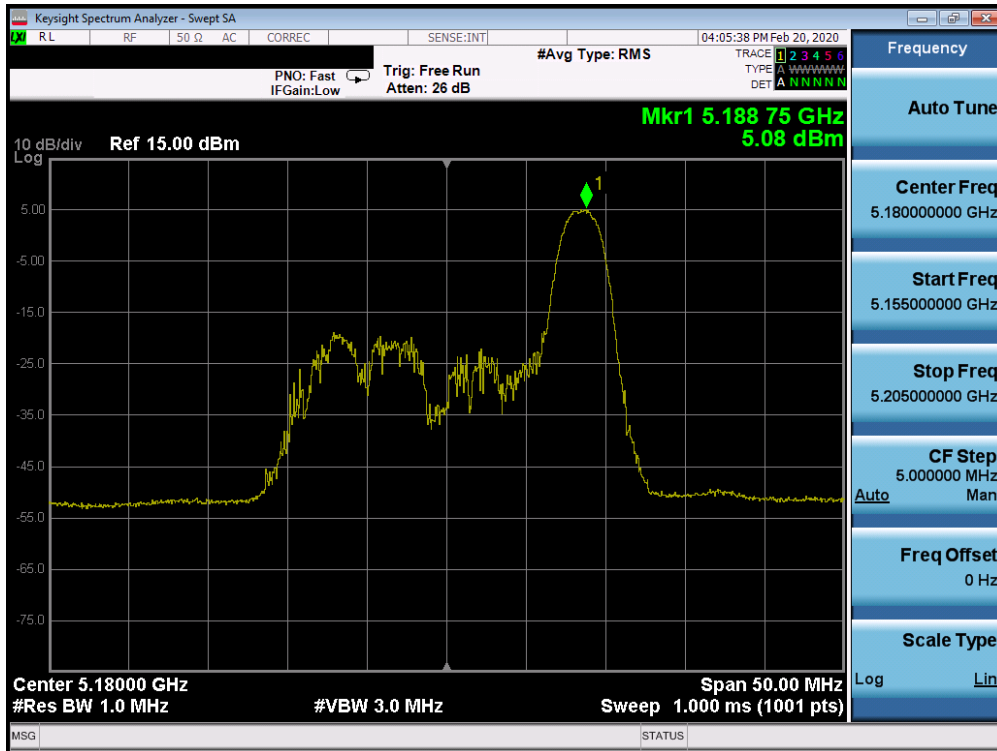 Keysight Spectrum Analyzer - Swept SA
LXI RL RF 50 Ω AC CORREC SENSE:INT 04:05:38 PM Feb 20, 2020
#Avg Type: RMS TRACE 1 2 3 4 5 6
PNO: Fast Trig: Free Run TYPE A WWWWW
IFGain:Low Atten: 26 dB DET A N N N N N
Mkr1 5.188 75 GHz
5.08 dBm
10 dB/div Ref 15.00 dBm
Log
1
5.00
-5.00
-15.0
-25.0
-35.0
-45.0
-55.0
-65.0
-75.0
Center 5.18000 GHz Span 50.00 MHz
#Res BW 1.0 MHz #VBW 3.0 MHz Sweep 1.000 ms (1001 pts)
MSG STATUS
Frequency
Auto Tune
Center Freq
5.180000000 GHz
Start Freq
5.155000000 GHz
Stop Freq
5.205000000 GHz
CF Step
5.000000 MHz
Auto Man
Freq Offset
0 Hz
Scale Type
Log Lin